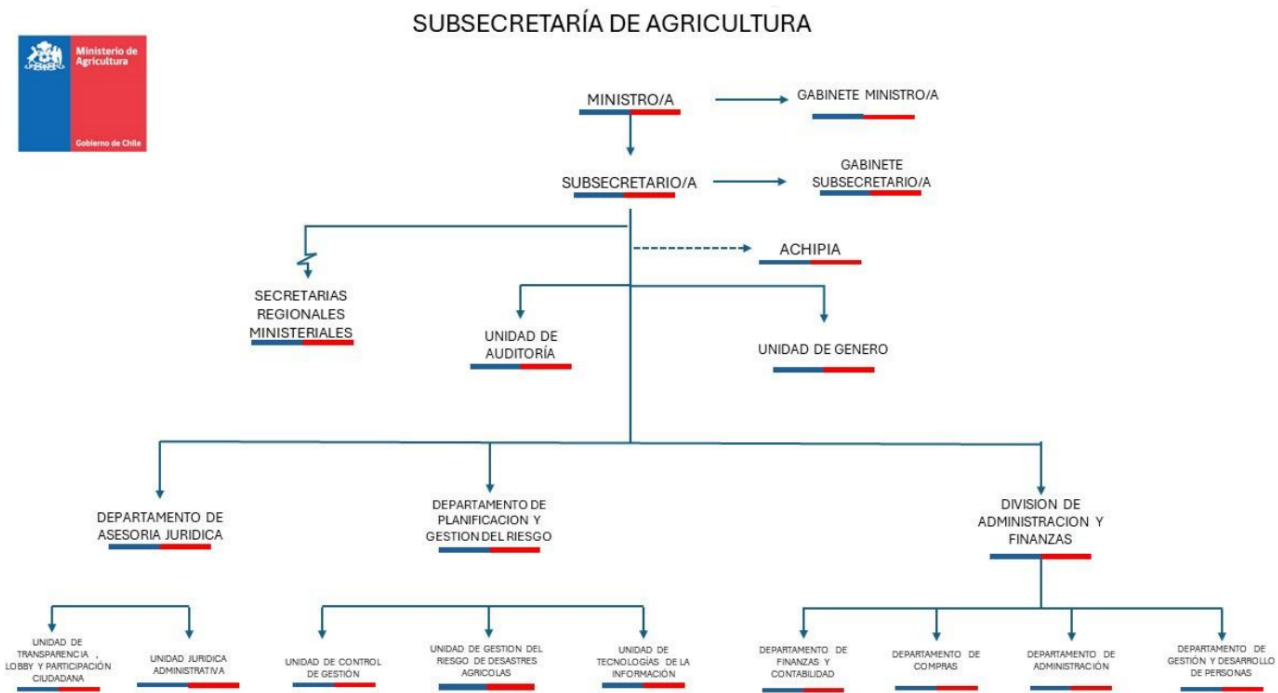 SUBSECRETARÍA DE AGRICULTURA
Ministerio de
Agricultura
Gobierno de Chile
MINISTRO/A
GABINETE MINISTRO/A
SUBSECRETARIO/A
GABINETE
SUBSECRETARIO/A
ACHIPIA
SECRETARIAS
REGIONALES
MINISTERIALES
UNIDAD DE
AUDITORÍA
UNIDAD DE GENERO
DEPARTAMENTO DE
ASESORIA JURIDICA
DEPARTAMENTO DE
PLANIFICACION Y
GESTION DEL RIESGO
DIVISION DE
ADMINISTRACION Y
FINANZAS
UNIDAD DE
TRANSPARENCIA ,
LOBBY Y PARTICIPACIÓN
CIUDADANA
UNIDAD JURIDICA
ADMINISTRATIVA
UNIDAD DE CONTROL
DE GESTIÓN
UNIDAD DE GESTION DEL
RIESGO DE DESASTRES
AGRICOLAS
UNIDAD DE
TECNOLOGÍAS DE LA
INFORMACIÓN
DEPARTAMENTO DE
FINANZAS Y
CONTABILIDAD
DEPARTAMENTO DE
COMPRAS
DEPARTAMENTO DE
ADMINISTRACIÓN
DEPARTAMENTO DE
GESTIÓN Y DESARROLLO
DE PERSONAS